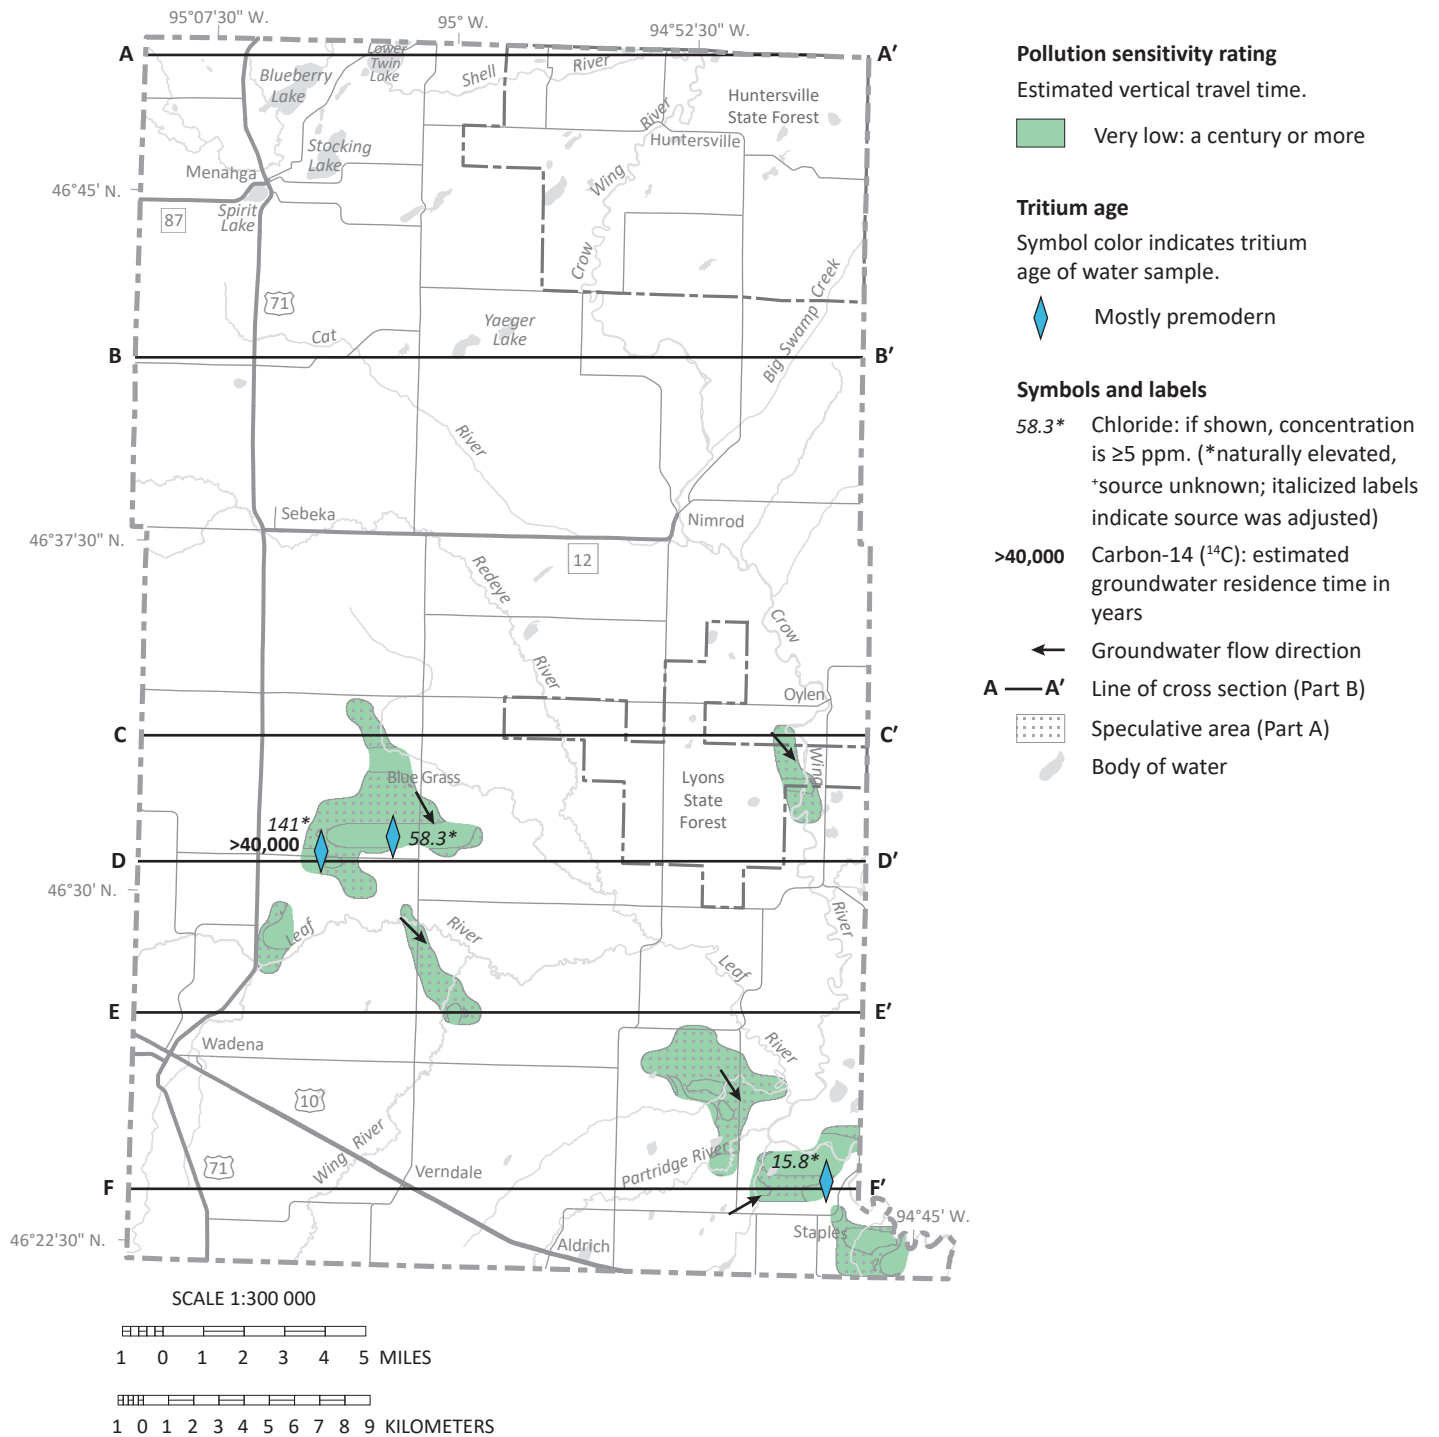 95°07'30" W.
95° W.
94°52'30" W.
A
A′
Lower
Twin
Lake
Blueberry
Lake
Shell
River
Huntersville
State Forest
River
Huntersville
Stocking
Lake
Menahga
46°45' N.
Wing
Spirit
Lake
87
Crow
71
Big Swamp Creek
Yaeger
Lake
Cat
B
B′
River
Sebeka
Nimrod
46°37'30" N.
12
Redeye
Crow
River
Oylen
C
C′
Wing
Blue Grass
Lyons
State
Forest
141*
>40,000
58.3*
D
D′
46°30' N.
Leaf
River
River
Leaf
E
E′
Wadena
River
10
Wing River
71
Verndale
Partridge River
15.8*
F
F′
94°45' W.
Staples
Aldrich
46°22'30" N.
SCALE 1:300 000
1 0 1 2 3 4 5 MILES
1 0 1 2 3 4 5 6 7 8 9 KILOMETERS
Pollution sensitivity rating
Estimated vertical travel time.
Very low: a century or more
Tritium age
Symbol color indicates tritium
age of water sample.
Mostly premodern
Symbols and labels
58.3* Chloride: if shown, concentration
is ≥5 ppm. (*naturally elevated,
⁺source unknown; italicized labels
indicate source was adjusted)
>40,000 Carbon-14 (¹⁴C): estimated
groundwater residence time in
years
Groundwater flow direction
A A′ Line of cross section (Part B)
Speculative area (Part A)
Body of water